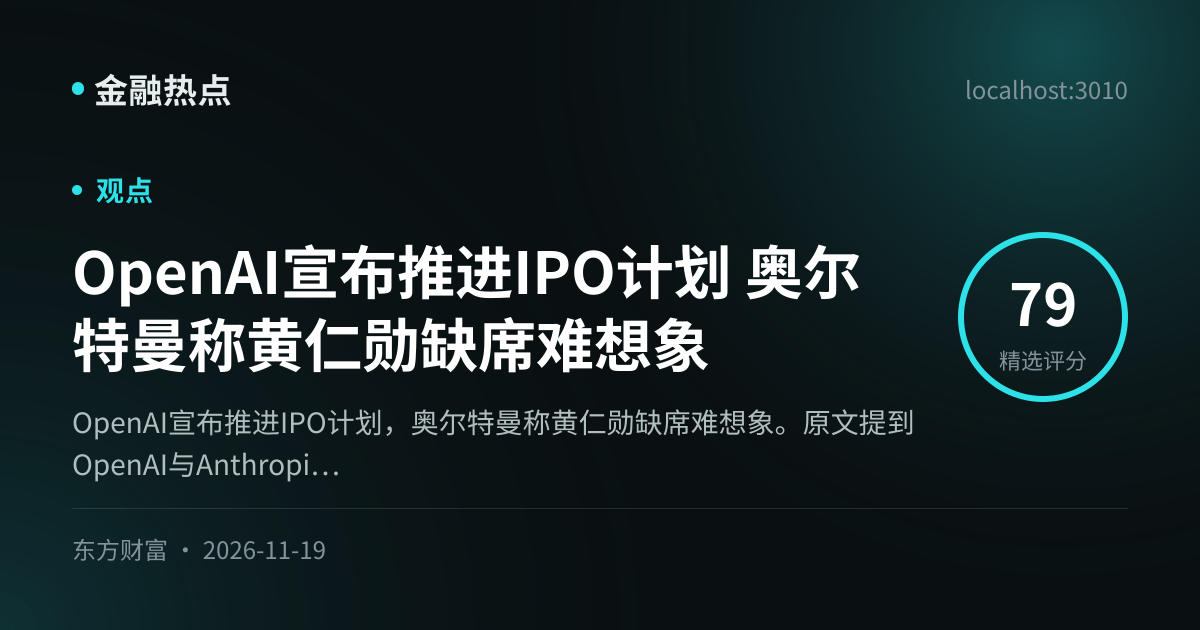 金融热点
localhost:3010
观点
OpenAI宣布推进IPO计划 奥尔
特曼称黄仁勋缺席难想象
79
精选评分
OpenAI宣布推进IPO计划，奥尔特曼称黄仁勋缺席难想象。原文提到
OpenAI与Anthropi…
东方财富 · 2026-11-19